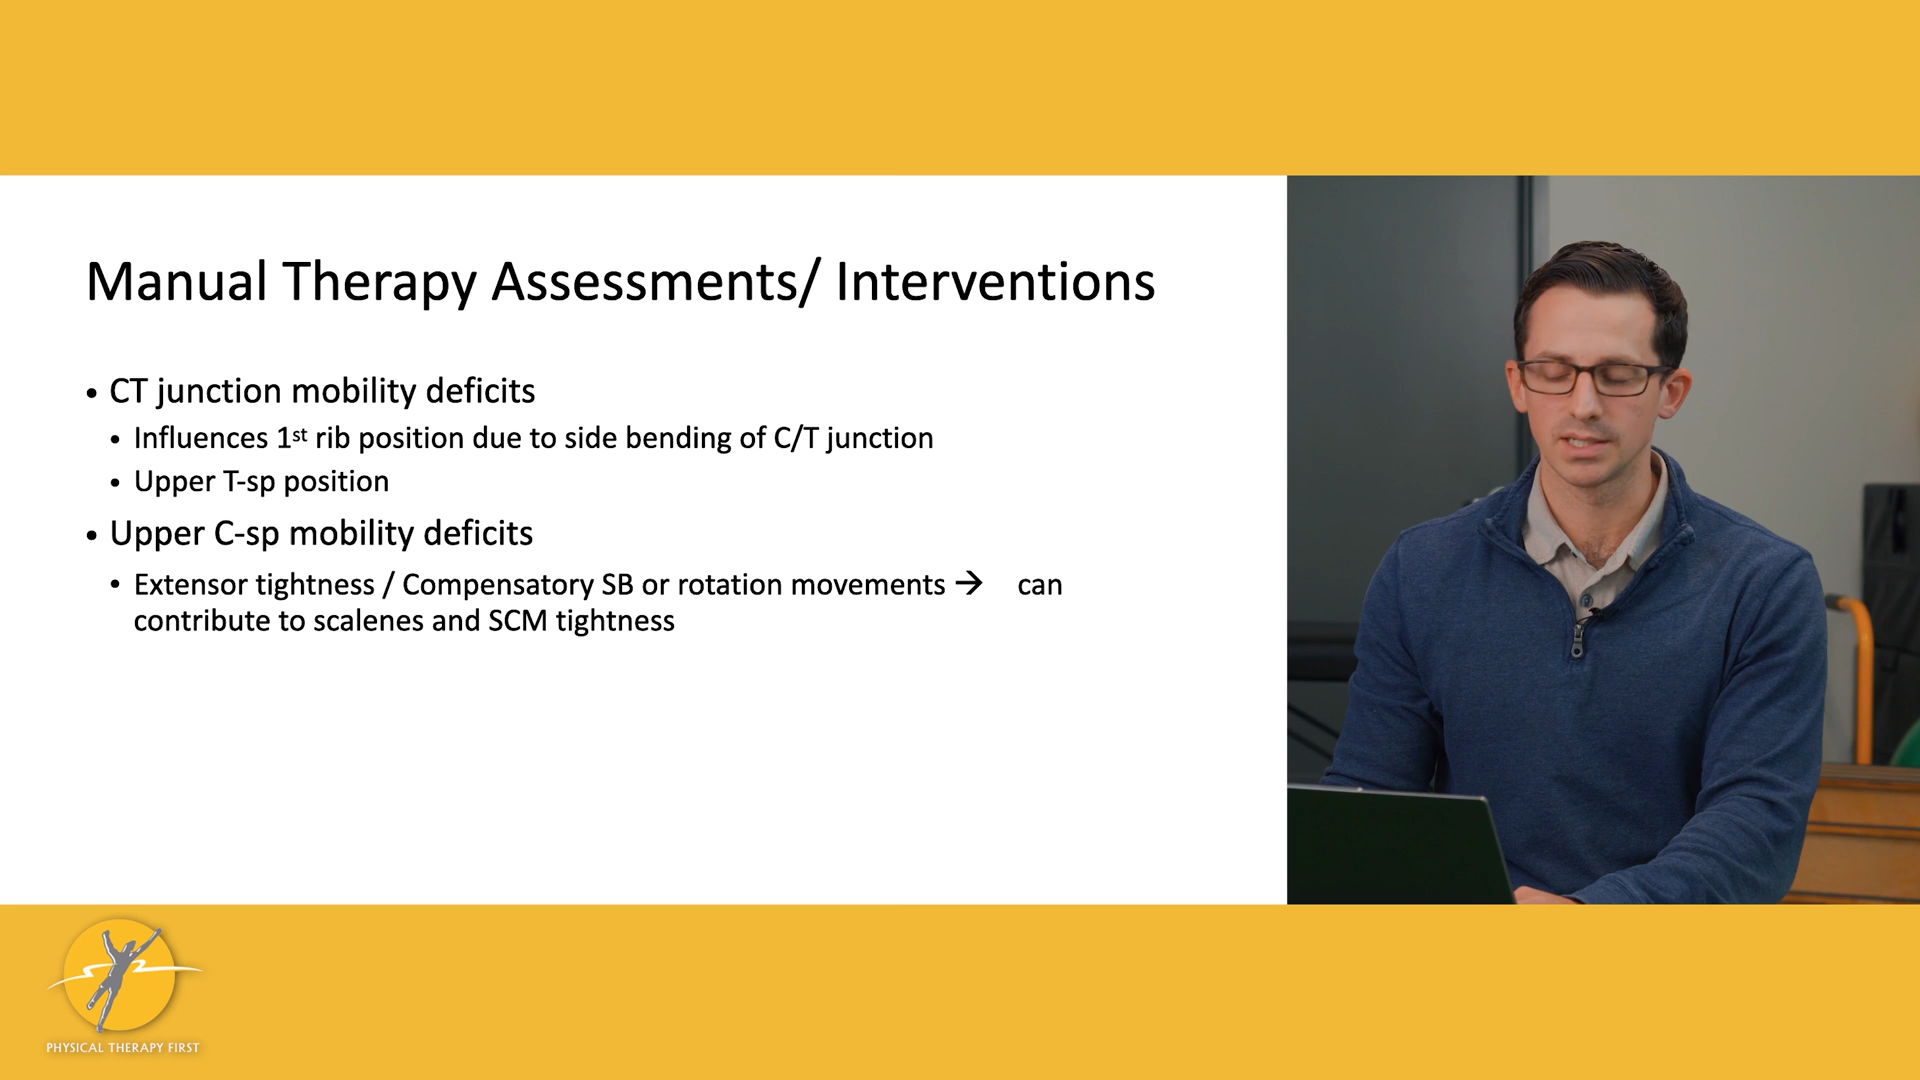 Manual Therapy Assessments/ Interventions
• CT junction mobility deficits
• Influences 1st rib position due to side bending of C/T junction
• Upper T-sp position
• Upper C-sp mobility deficits
• Extensor tightness / Compensatory SB or rotation movements → can
contribute to scalenes and SCM tightness
PHYSICAL THERAPY FIRST